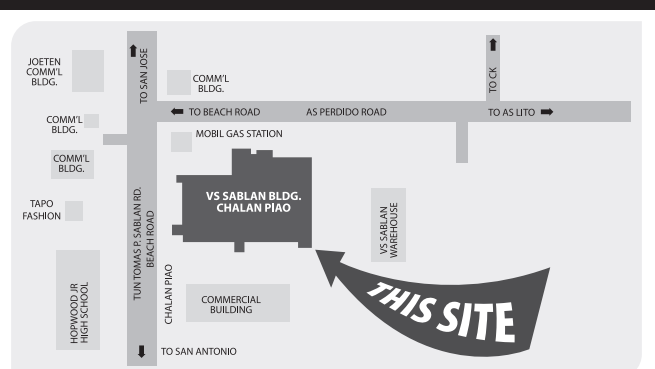 JOETEN
COMM'L
BLDG.
TO SAN JOSE
COMM'L
BLDG.
TO CK
TO BEACH ROAD
AS PERDIDO ROAD
TO AS LITO
COMM'L
BLDG.
MOBIL GAS STATION
COMM'L
BLDG.
VS SABLAN BLDG.
CHALAN PIAO
TAPO
FASHION
TUN TOMAS P. SABLAN RD.
BEACH ROAD
VS SABLAN
WAREHOUSE
HOPWOOD JR
HIGH SCHOOL
CHALAN PIAO
COMMERCIAL
BUILDING
THIS SITE
TO SAN ANTONIO